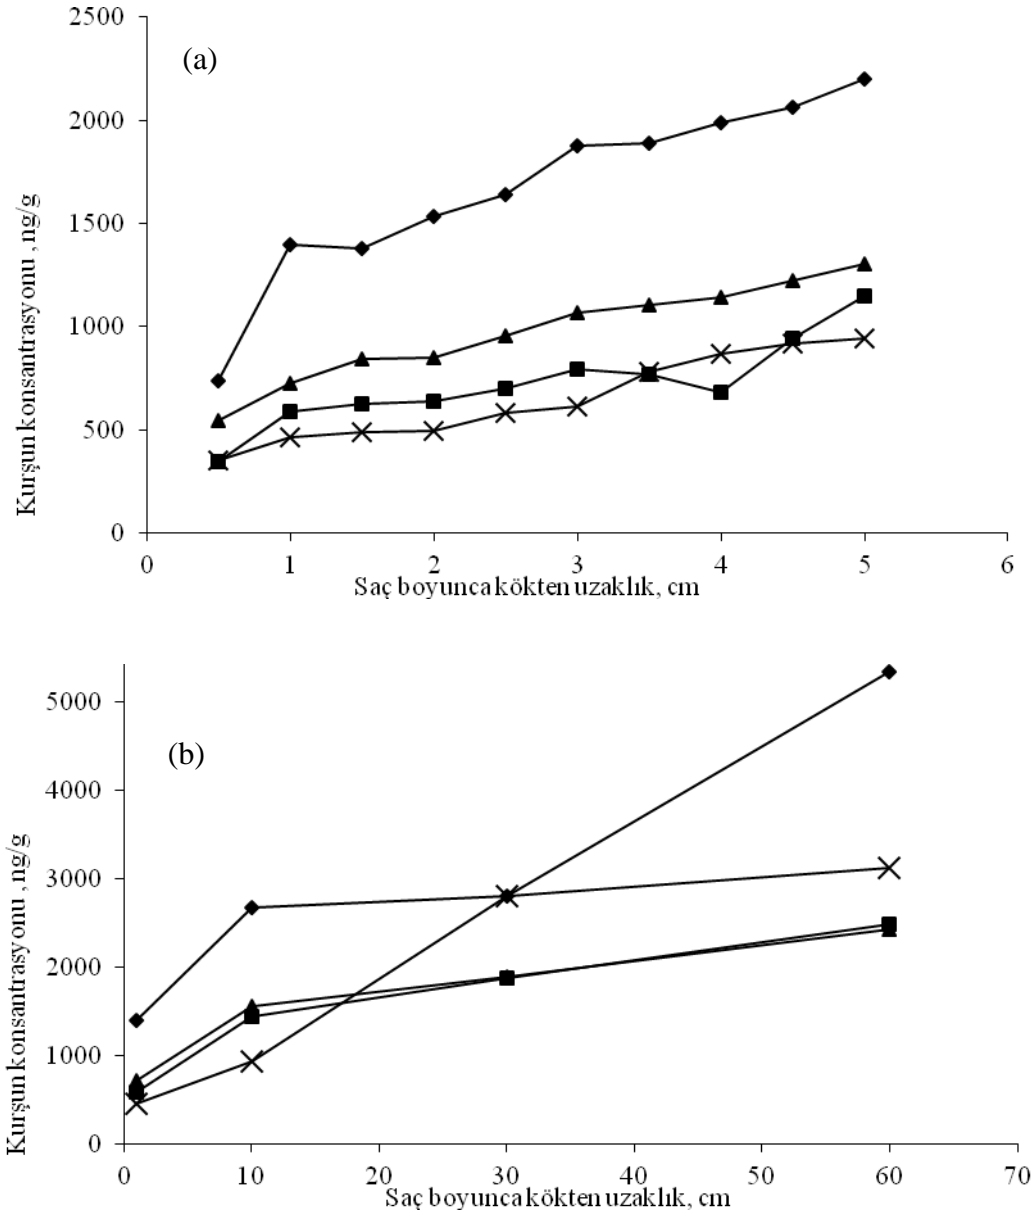 2500
(a)
2000
1500
1000
500
0
Kurşun konsantrasyonu , ng/g
0 1 2 3 4 5 6
Saç boyunca kökten uzaklık, cm
5000
(b)
4000
3000
2000
1000
0
Kurşun konsantrasyonu , ng/g
0 10 20 30 40 50 60 70
Saç boyunca kökten uzaklık, cm